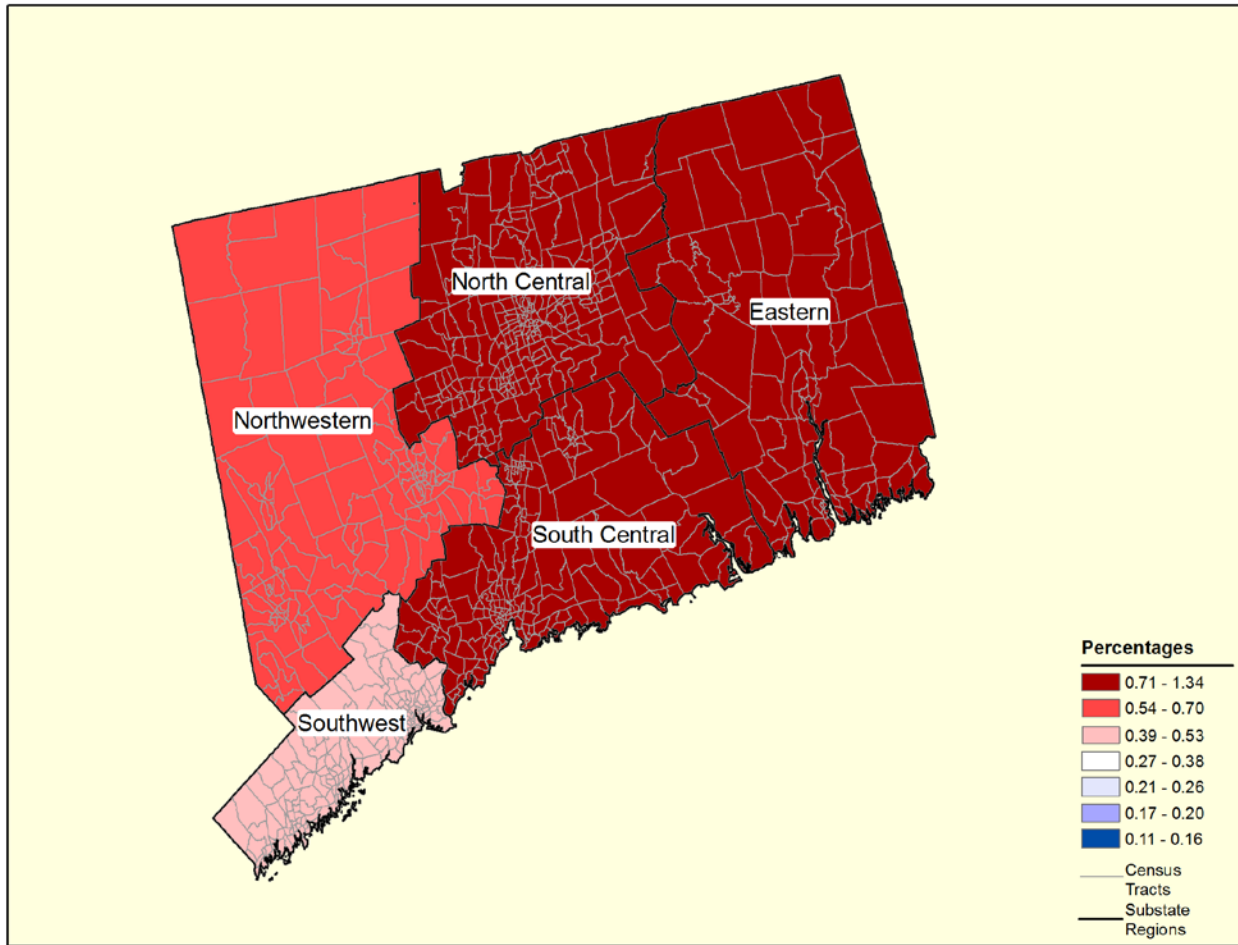 North Central
Eastern
Northwestern
South Central
Southwest
Percentages
0.71 - 1.34
0.54 - 0.70
0.39 - 0.53
0.27 - 0.38
0.21 - 0.26
0.17 - 0.20
0.11 - 0.16
Census
Tracts
Substate
Regions